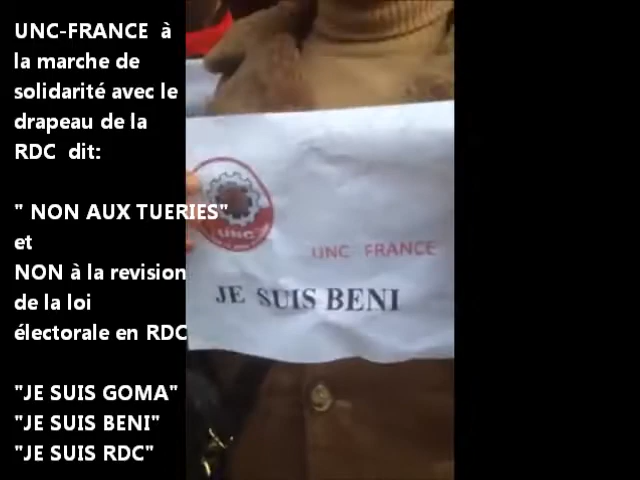 UNC-FRANCE à
la marche de
solidarité avec le
drapeau de la
RDC dit:
" NON AUX TUERIES"
et
NON à la revision
de la loi
électorale en RDC
"JE SUIS GOMA"
"JE SUIS BENI"
"JE SUIS RDC"
UNC
UNC FRANCE
JE SUIS BENI